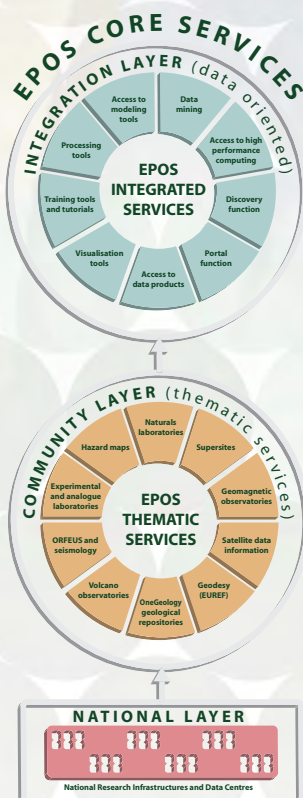 EPOS CORE SERVICES
INTEGRATION LAYER (data oriented)
Access to
modeling
tools
Data
mining
Processing
tools
Access to high
performance
computing
EPOS
INTEGRATED
SERVICES
Training tools
and tutorials
Discovery
function
Visualisation
tools
Portal
function
Access to
data products
COMMUNITY LAYER (thematic services)
Naturals
laboratories
Hazard maps
Supersites
Experimental
and analogue
laboratories
Geomagnetic
observatories
EPOS
THEMATIC
SERVICES
ORFEUS and
seismology
Satellite data
information
Volcano
observatories
Geodesy
(EUREF)
OneGeology
geological
repositories
NATIONAL LAYER
National Research Infrastructures and Data Centres